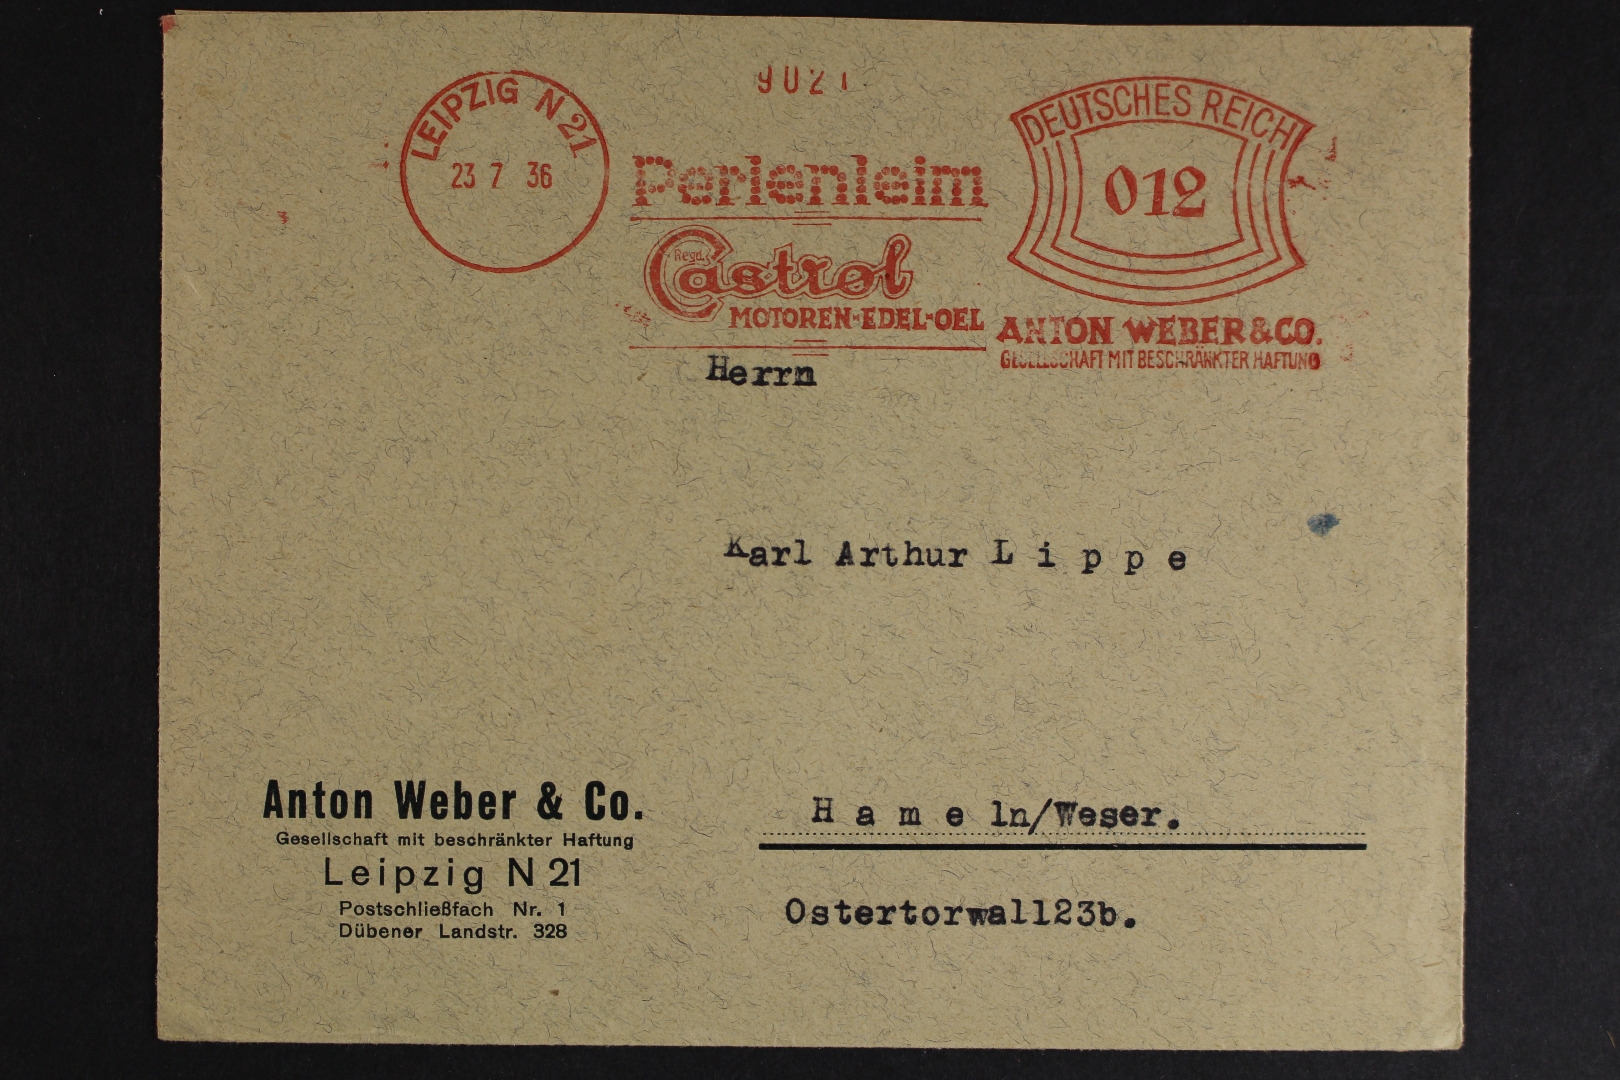 9021
LEIPZIG N 21
23 7 36
Perlenleim
Regd.
Castrol
MOTOREN-EDEL-OEL
DEUTSCHES REICH
012
ANTON WEBER & CO.
GESELLSCHAFT MIT BESCHRÄNKTER HAFTUNG
Herrn
Karl Arthur L i p p e
H a m e ln/Weser.
Ostertorwall23b.
Anton Weber & Co.
Gesellschaft mit beschränkter Haftung
Leipzig N 21
Postschließfach Nr. 1
Dübener Landstr. 328